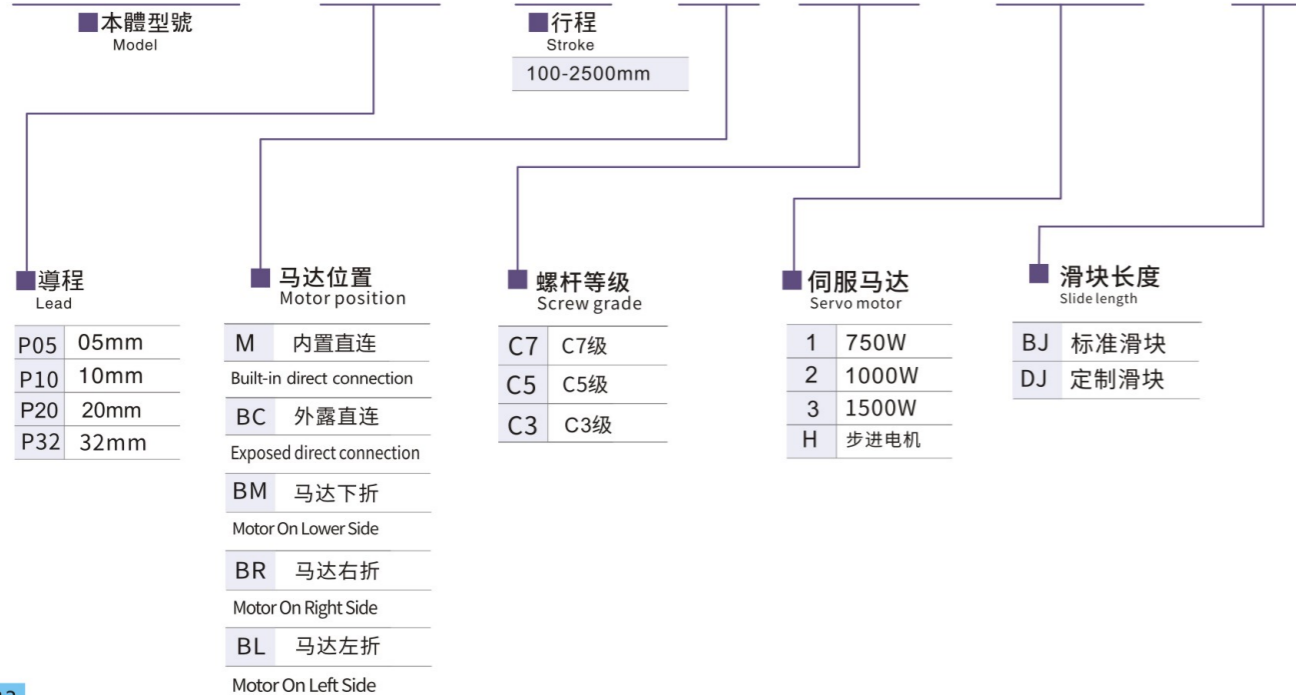 本體型號
Model
行程
Stroke
100-2500mm
導程
Lead
P05 05mm
P10 10mm
P20 20mm
P32 32mm
马达位置
Motor position
M 内置直连
Built-in direct connection
BC 外露直连
Exposed direct connection
BM 马达下折
Motor On Lower Side
BR 马达右折
Motor On Right Side
BL 马达左折
Motor On Left Side
螺杆等级
Screw grade
C7 C7级
C5 C5级
C3 C3级
伺服马达
Servo motor
1 750W
2 1000W
3 1500W
H 步进电机
滑块长度
Slide length
BJ 标准滑块
DJ 定制滑块